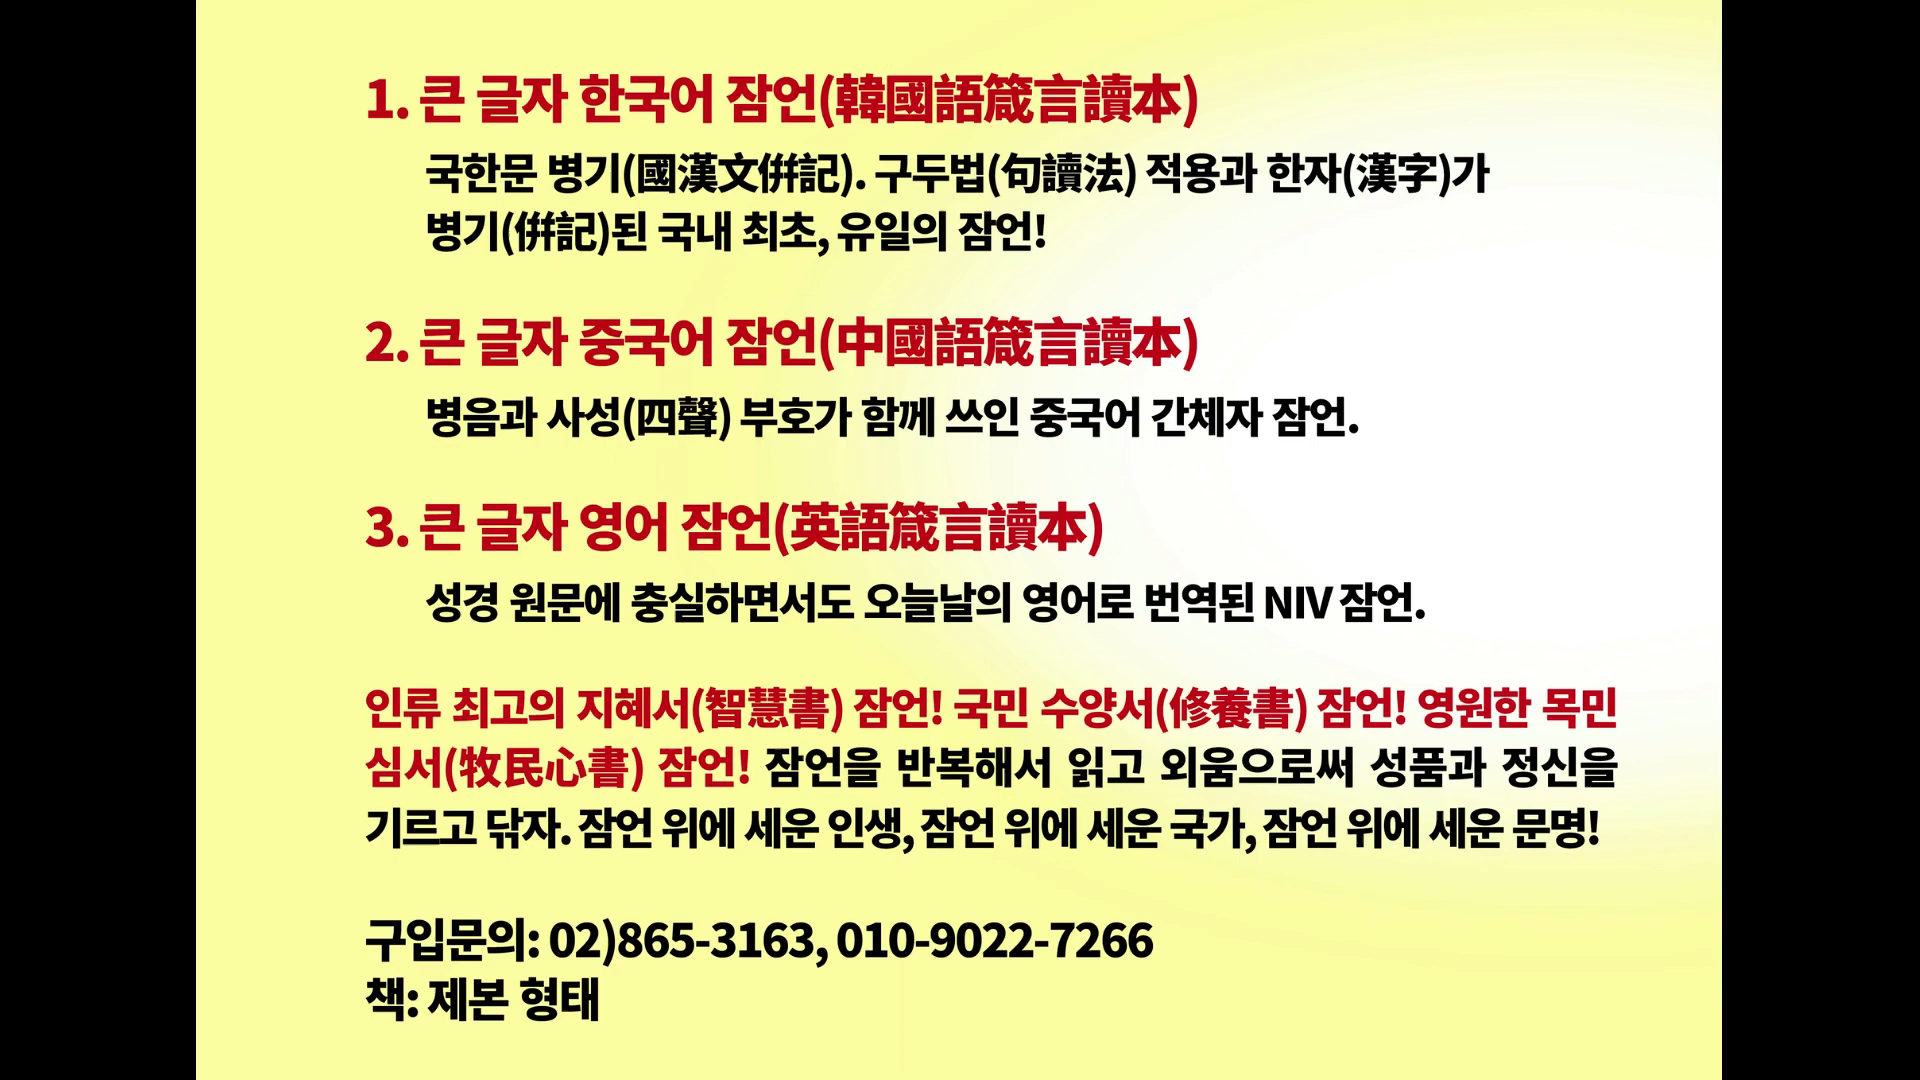 1. 큰 글자 한국어 잠언(韓國語箴言讀本)
국한문 병기(國漢文倂記). 구두법(句讀法) 적용과 한자(漢字)가
병기(倂記)된 국내 최초, 유일의 잠언!
2. 큰 글자 중국어 잠언(中國語箴言讀本)
병음과 사성(四聲) 부호가 함께 쓰인 중국어 간체자 잠언.
3. 큰 글자 영어 잠언(英語箴言讀本)
성경 원문에 충실하면서도 오늘날의 영어로 번역된 NIV 잠언.
인류 최고의 지혜서(智慧書) 잠언! 국민 수양서(修養書) 잠언! 영원한 목민
심서(牧民心書) 잠언! 잠언을 반복해서 읽고 외움으로써 성품과 정신을
기르고 닦자. 잠언 위에 세운 인생, 잠언 위에 세운 국가, 잠언 위에 세운 문명!
구입문의: 02)865-3163, 010-9022-7266
책: 제본 형태